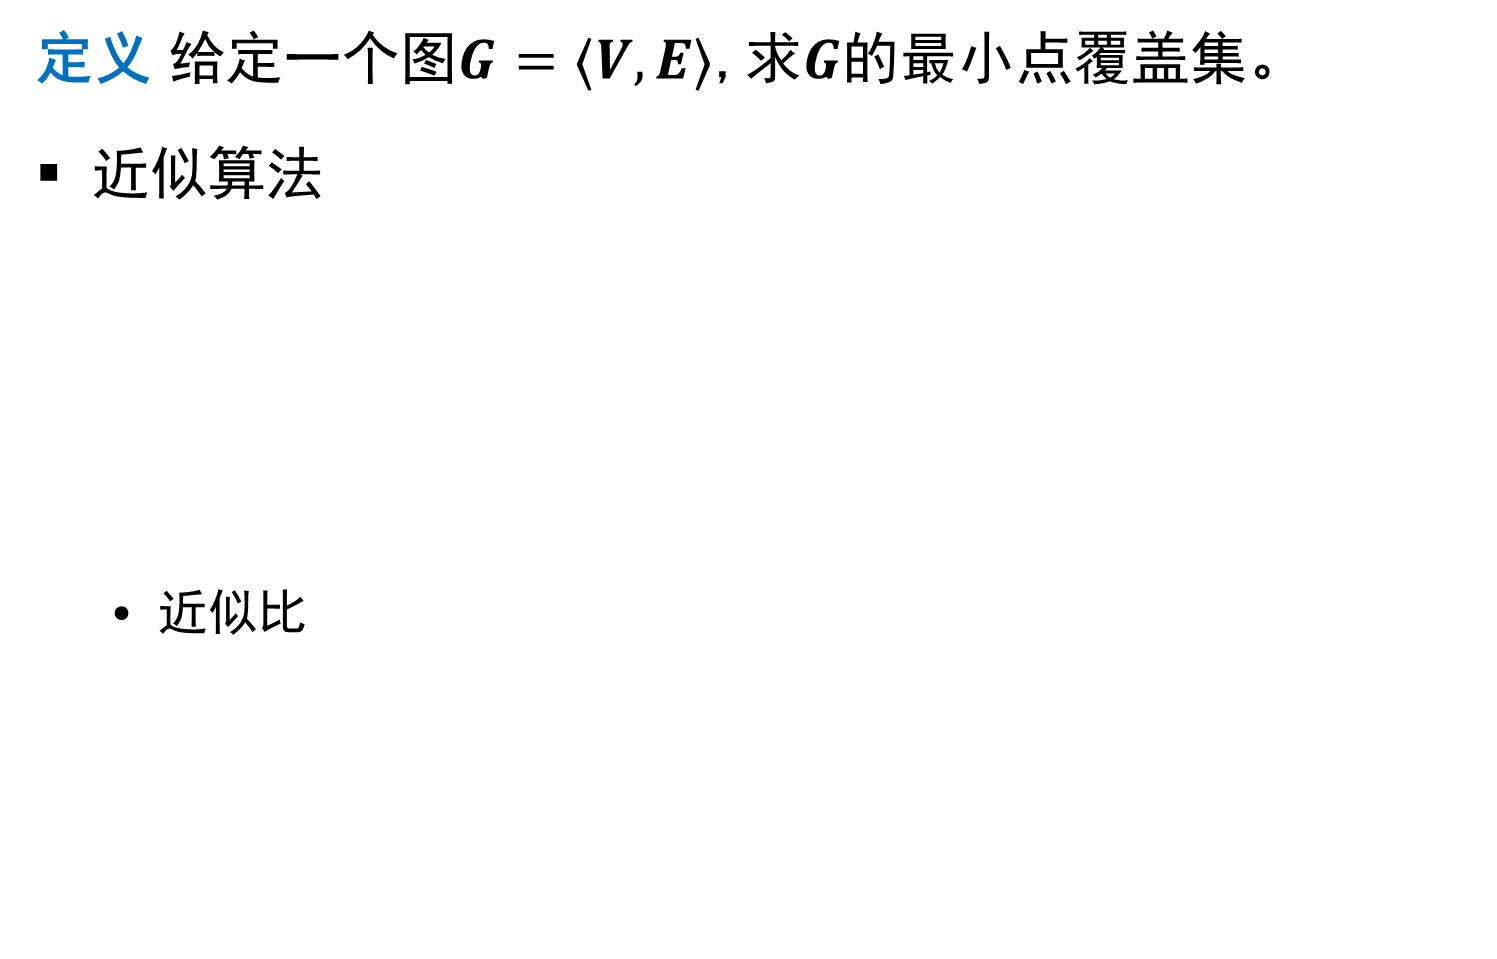 定义 给定一个图G = ⟨V, E⟩, 求G的最小点覆盖集。
▪ 近似算法
• 近似比